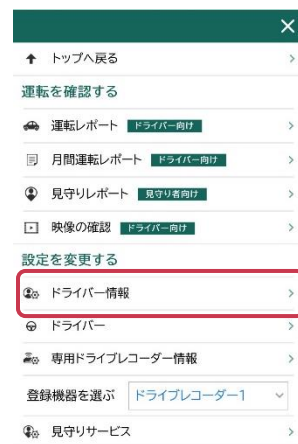 トップへ戻る
運転を確認する
運転レポート ドライバー向け
月間運転レポート ドライバー向け
見守りレポート 見守り者向け
映像の確認 ドライバー向け
設定を変更する
ドライバー情報
ドライバー
専用ドライブレコーダー情報
登録機器を選ぶ ドライブレコーダー1
見守りサービス